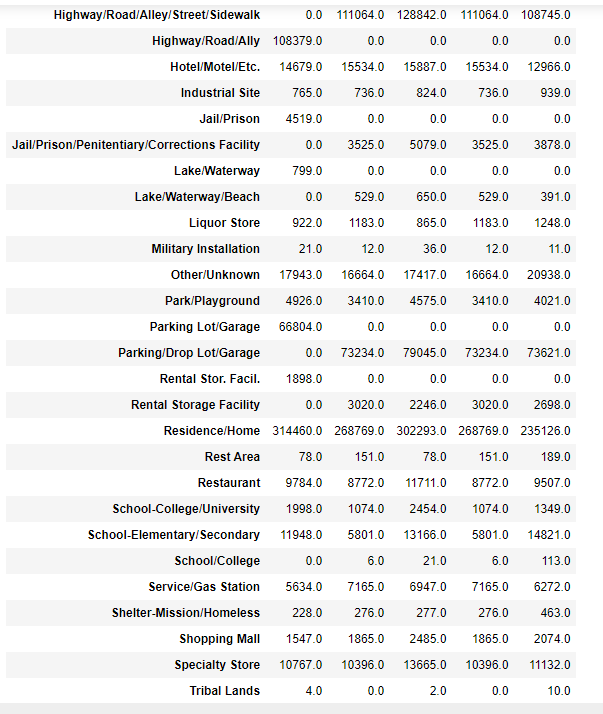 Highway/Road/Alley/Street/Sidewalk 0.0 111064.0 128842.0 111064.0 108745.0
Highway/Road/Ally 108379.0 0.0 0.0 0.0 0.0
Hotel/Motel/Etc. 14679.0 15534.0 15887.0 15534.0 12966.0
Industrial Site 765.0 736.0 824.0 736.0 939.0
Jail/Prison 4519.0 0.0 0.0 0.0 0.0
Jail/Prison/Penitentiary/Corrections Facility 0.0 3525.0 5079.0 3525.0 3878.0
Lake/Waterway 799.0 0.0 0.0 0.0 0.0
Lake/Waterway/Beach 0.0 529.0 650.0 529.0 391.0
Liquor Store 922.0 1183.0 865.0 1183.0 1248.0
Military Installation 21.0 12.0 36.0 12.0 11.0
Other/Unknown 17943.0 16664.0 17417.0 16664.0 20938.0
Park/Playground 4926.0 3410.0 4575.0 3410.0 4021.0
Parking Lot/Garage 66804.0 0.0 0.0 0.0 0.0
Parking/Drop Lot/Garage 0.0 73234.0 79045.0 73234.0 73621.0
Rental Stor. Facil. 1898.0 0.0 0.0 0.0 0.0
Rental Storage Facility 0.0 3020.0 2246.0 3020.0 2698.0
Residence/Home 314460.0 268769.0 302293.0 268769.0 235126.0
Rest Area 78.0 151.0 78.0 151.0 189.0
Restaurant 9784.0 8772.0 11711.0 8772.0 9507.0
School-College/University 1998.0 1074.0 2454.0 1074.0 1349.0
School-Elementary/Secondary 11948.0 5801.0 13166.0 5801.0 14821.0
School/College 0.0 6.0 21.0 6.0 113.0
Service/Gas Station 5634.0 7165.0 6947.0 7165.0 6272.0
Shelter-Mission/Homeless 228.0 276.0 277.0 276.0 463.0
Shopping Mall 1547.0 1865.0 2485.0 1865.0 2074.0
Specialty Store 10767.0 10396.0 13665.0 10396.0 11132.0
Tribal Lands 4.0 0.0 2.0 0.0 10.0